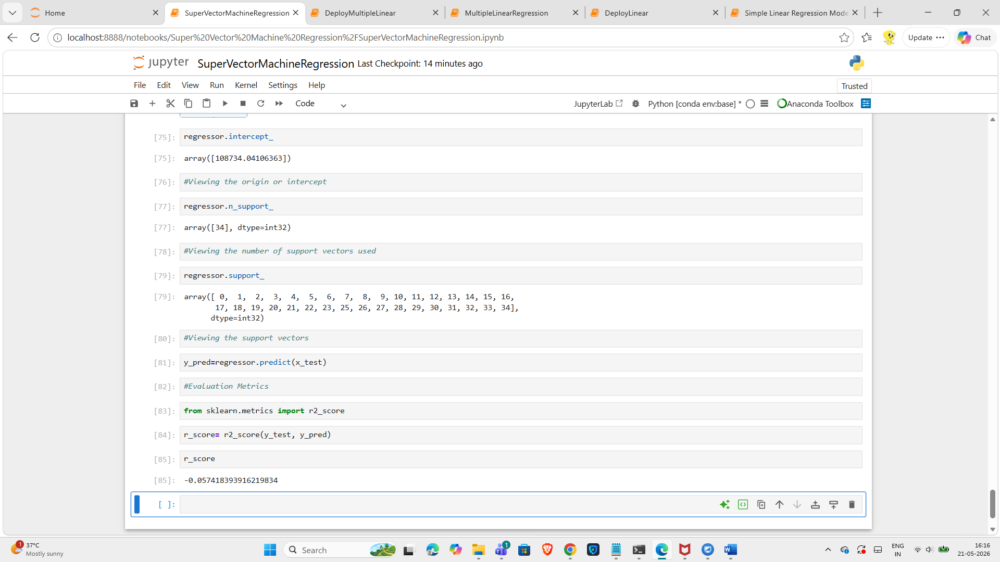 Home
SuperVectorMachineRegression
DeployMultipleLinear
MultipleLinearRegression
DeployLinear
Simple Linear Regression Mode
localhost:8888/notebooks/Super%20Vector%20Machine%20Regression%2FSuperVectorMachineRegression.ipynb
Update
Chat
jupyter SuperVectorMachineRegression Last Checkpoint: 14 minutes ago
File Edit View Run Kernel Settings Help
Trusted
Code
JupyterLab
Python [conda env:base] *
Anaconda Toolbox
[75]: regressor.intercept_
[75]: array([108734.04106363])
[76]: #Viewing the origin or intercept
[77]: regressor.n_support_
[77]: array([34], dtype=int32)
[78]: #Viewing the number of support vectors used
[79]: regressor.support_
[79]: array([ 0,  1,  2,  3,  4,  5,  6,  7,  8,  9, 10, 11, 12, 13, 14, 15, 16,
17, 18, 19, 20, 21, 22, 23, 25, 26, 27, 28, 29, 30, 31, 32, 33, 34],
dtype=int32)
[80]: #Viewing the support vectors
[81]: y_pred=regressor.predict(x_test)
[82]: #Evaluation Metrics
[83]: from sklearn.metrics import r2_score
[84]: r_score= r2_score(y_test, y_pred)
[85]: r_score
[85]: -0.057418393916219834
[ ]:
1
37°C
Mostly sunny
Search
1
ENG
IN
16:16
21-05-2026